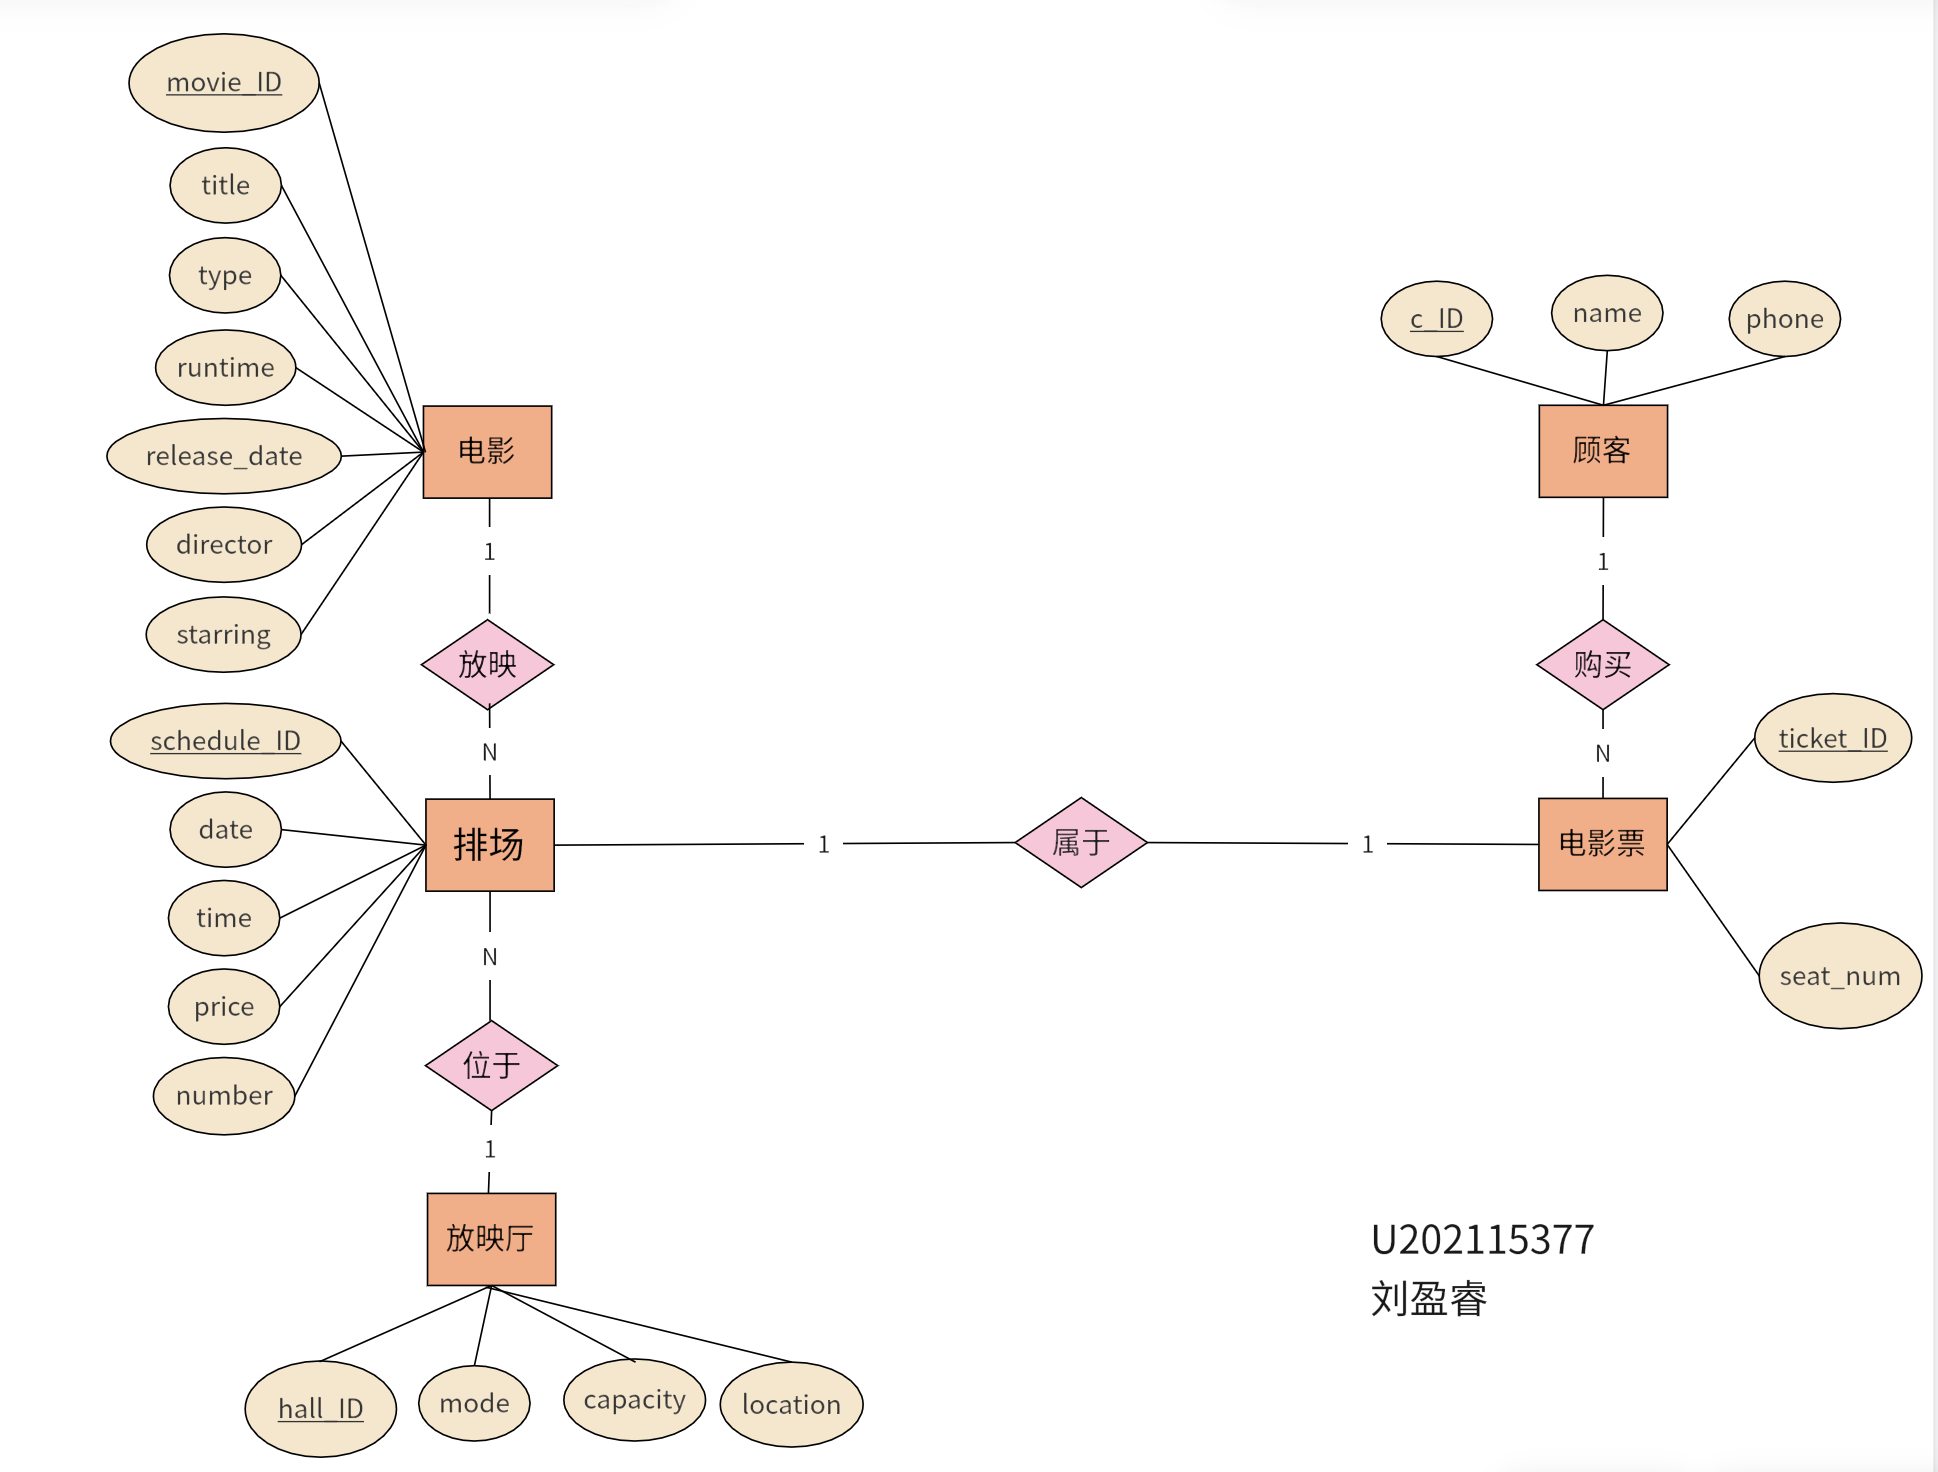 movie_ID
title
type
runtime
release_date
director
starring
电影
1
放映
N
schedule_ID
date
time
price
number
排场
1
属于
1
N
位于
1
放映厅
hall_ID
mode
capacity
location
c_ID
name
phone
顾客
1
购买
N
电影票
ticket_ID
seat_num
U202115377
刘盈睿